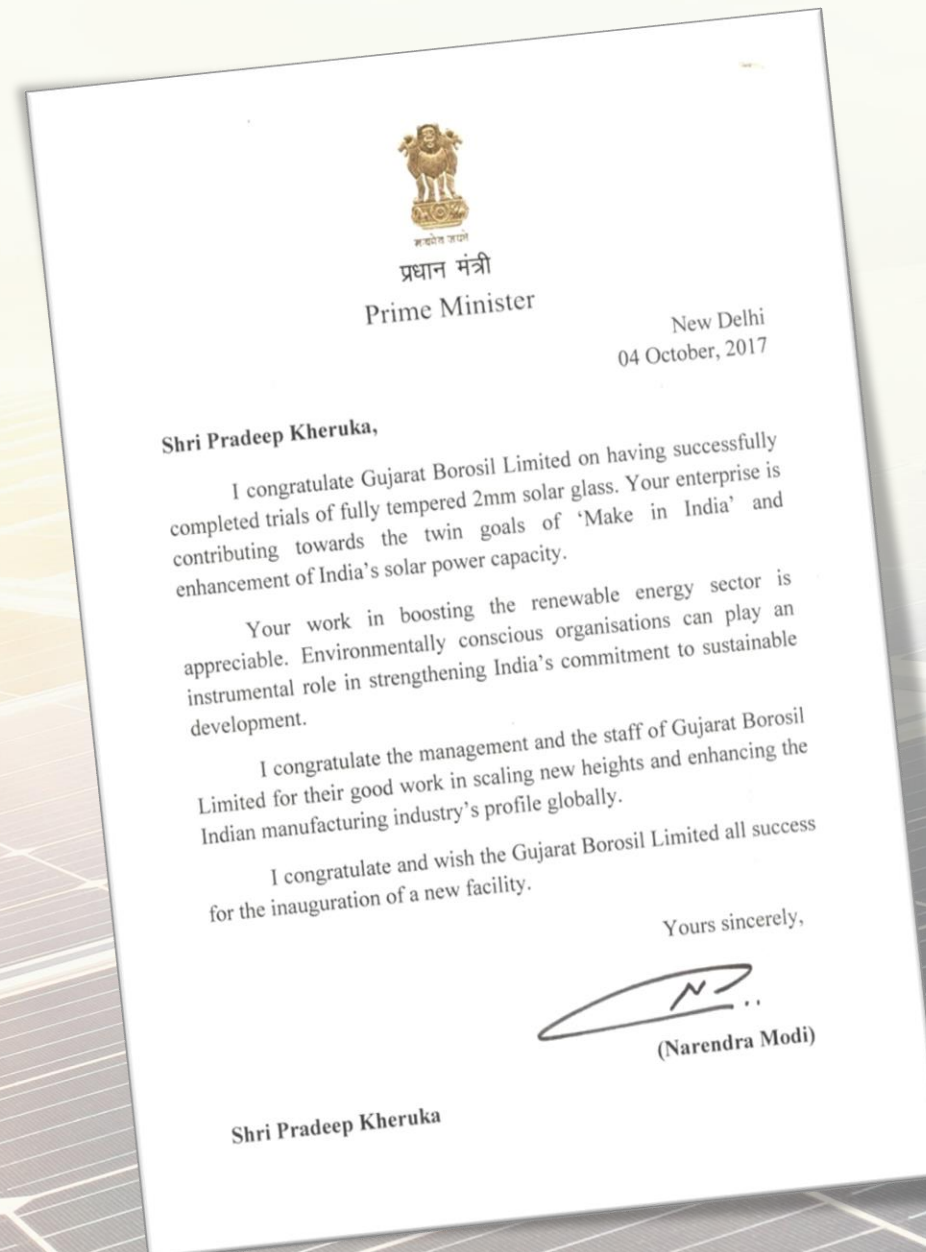 सत्यमेव जयते
प्रधान मंत्री
Prime Minister
New Delhi
04 October, 2017
Shri Pradeep Kheruka,
I congratulate Gujarat Borosil Limited on having successfully
completed trials of fully tempered 2mm solar glass. Your enterprise is
contributing towards the twin goals of ‘Make in India’ and
enhancement of India’s solar power capacity.
Your work in boosting the renewable energy sector is
appreciable. Environmentally conscious organisations can play an
instrumental role in strengthening India’s commitment to sustainable
development.
I congratulate the management and the staff of Gujarat Borosil
Limited for their good work in scaling new heights and enhancing the
Indian manufacturing industry’s profile globally.
I congratulate and wish the Gujarat Borosil Limited all success
for the inauguration of a new facility.
Yours sincerely,
(Narendra Modi)
Shri Pradeep Kheruka